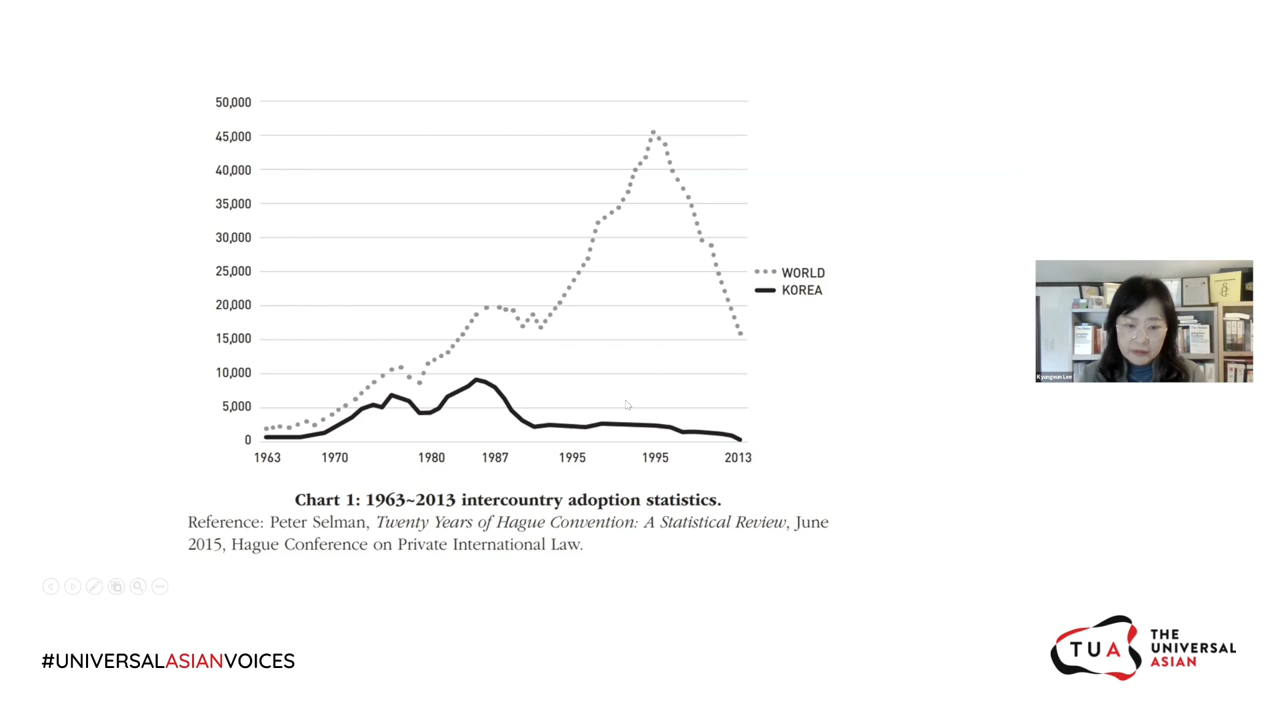 50,000
45,000
40,000
35,000
30,000
25,000
20,000
15,000
10,000
5,000
0
1963 1970 1980 1987 1995 1995 2013
WORLD
KOREA
Chart 1: 1963~2013 intercountry adoption statistics.
Reference: Peter Selman, Twenty Years of Hague Convention: A Statistical Review, June
2015, Hague Conference on Private International Law.
Kyungeun Lee
#UNIVERSALASIANVOICES
TUA
THE
UNIVERSAL
ASIAN